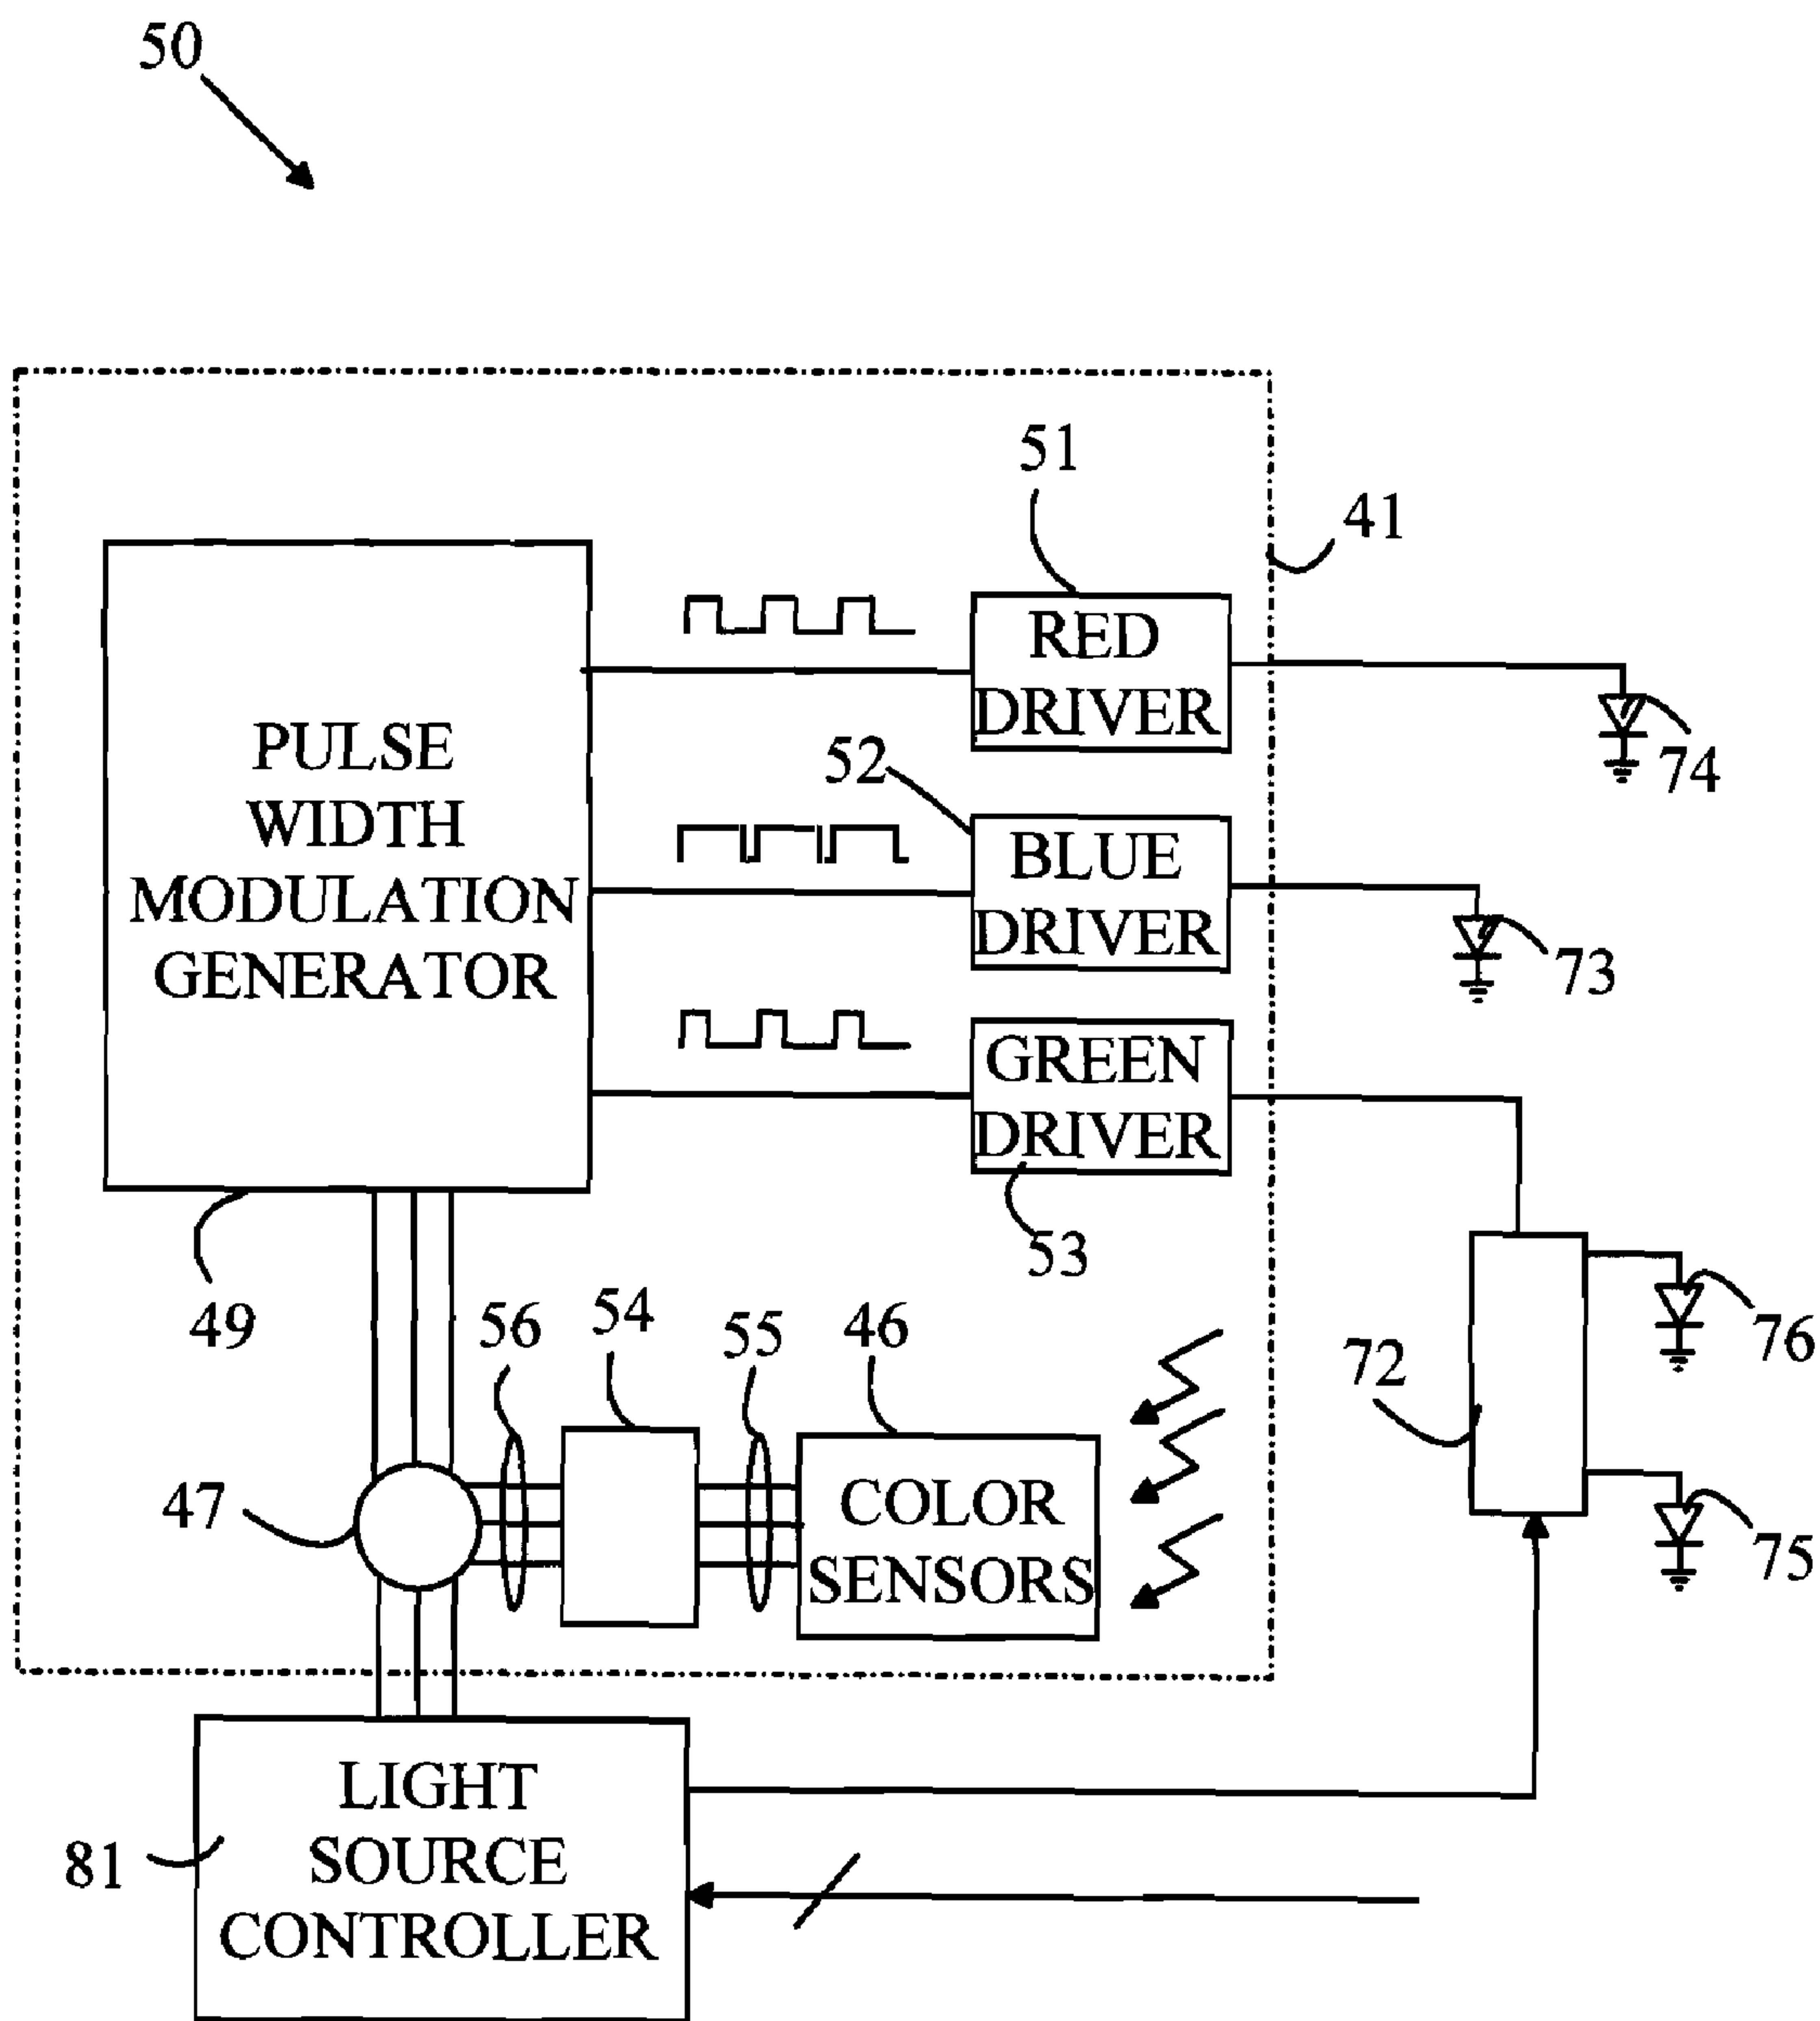 50
51
41
RED
DRIVER
74
PULSE
WIDTH
MODULATION
GENERATOR
52
BLUE
DRIVER
73
GREEN
DRIVER
53
49
56
54
55
46
72
76
47
COLOR
SENSORS
75
LIGHT
SOURCE
CONTROLLER
81